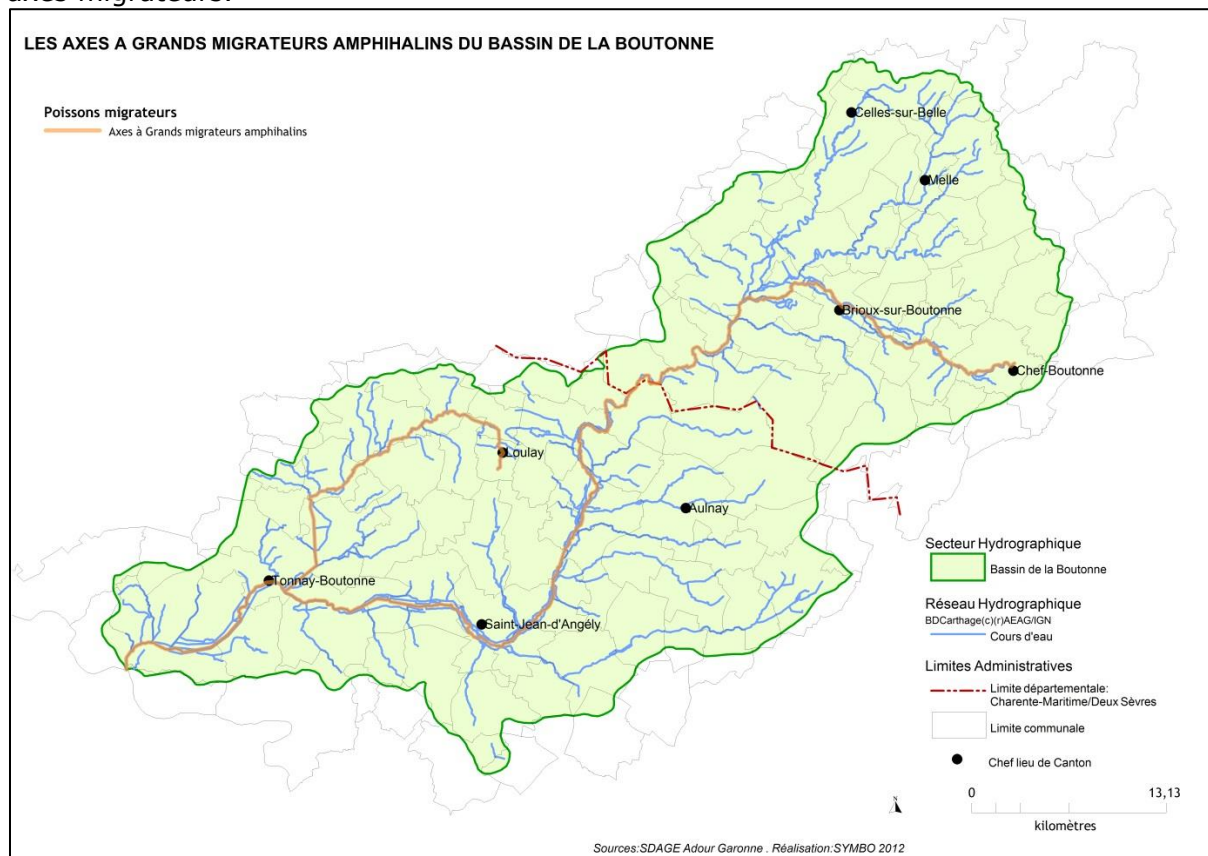 axes migrateurs.
LES AXES A GRANDS MIGRATEURS AMPHIHALINS DU BASSIN DE LA BOUTONNE
Poissons migrateurs
Axes à Grands migrateurs amphihalins
Celles-sur-Belle
Melle
Brioux-sur-Boutonne
Chef-Boutonne
Loulay
Aulnay
Tonnay-Boutonne
Saint-Jean-d'Angély
Secteur Hydrographique
Bassin de la Boutonne
Réseau Hydrographique
BDCarthage(c)(r)AEAG/IGN
Cours d'eau
Limites Administratives
Limite départementale:
Charente-Maritime/Deux Sèvres
Limite communale
Chef lieu de Canton
N
0 13,13
kilomètres
Sources:SDAGE Adour Garonne . Réalisation:SYMBO 2012